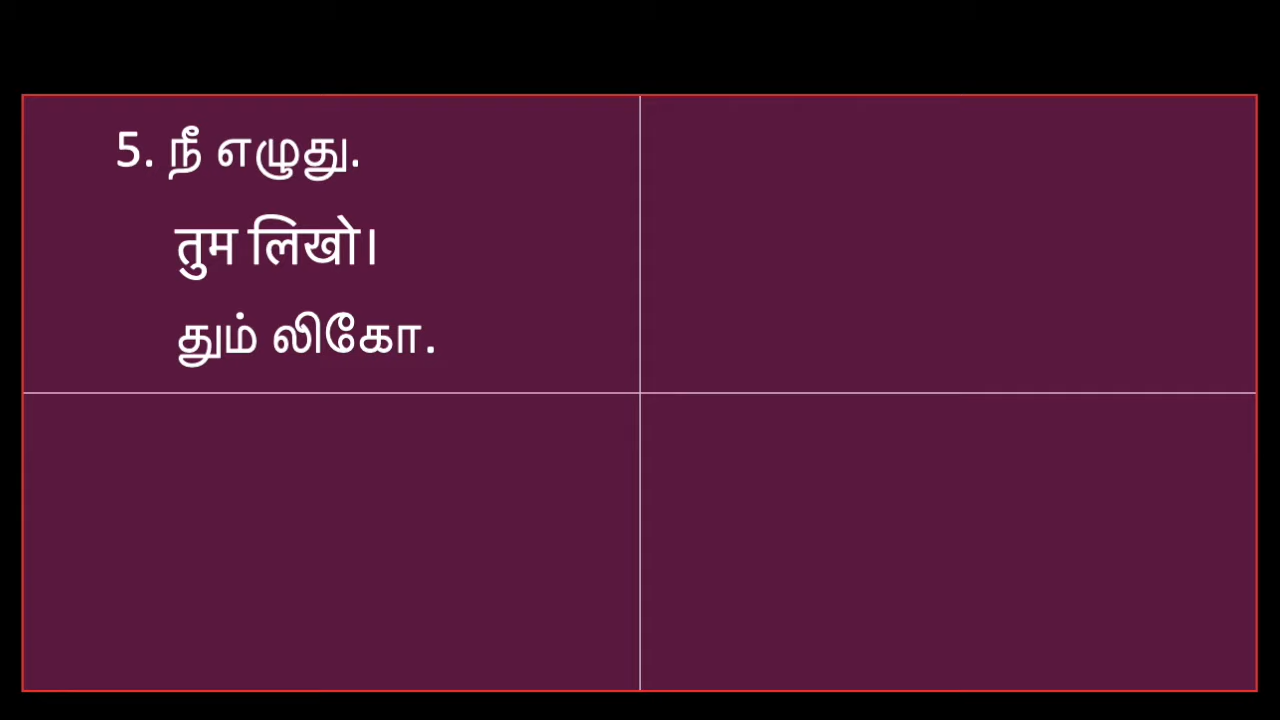 5. நீ எழுது.
तुम लिखो।
தும் லிகோ.